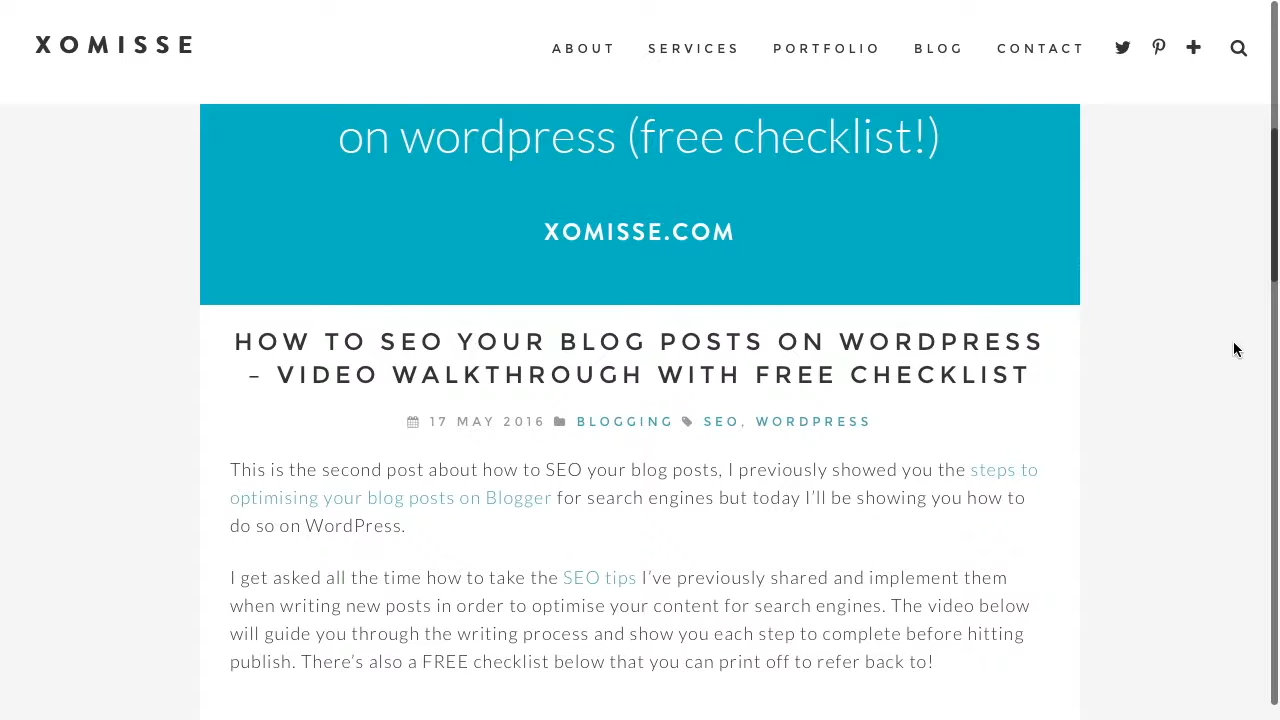 XOMISSE
ABOUT SERVICES PORTFOLIO BLOG CONTACT
on wordpress (free checklist!)
XOMISSE.COM
HOW TO SEO YOUR BLOG POSTS ON WORDPRESS
– VIDEO WALKTHROUGH WITH FREE CHECKLIST
17 MAY 2016 BLOGGING SEO, WORDPRESS
This is the second post about how to SEO your blog posts, I previously showed you the steps to
optimising your blog posts on Blogger for search engines but today I'll be showing you how to
do so on WordPress.
I get asked all the time how to take the SEO tips I've previously shared and implement them
when writing new posts in order to optimise your content for search engines. The video below
will guide you through the writing process and show you each step to complete before hitting
publish. There's also a FREE checklist below that you can print off to refer back to!